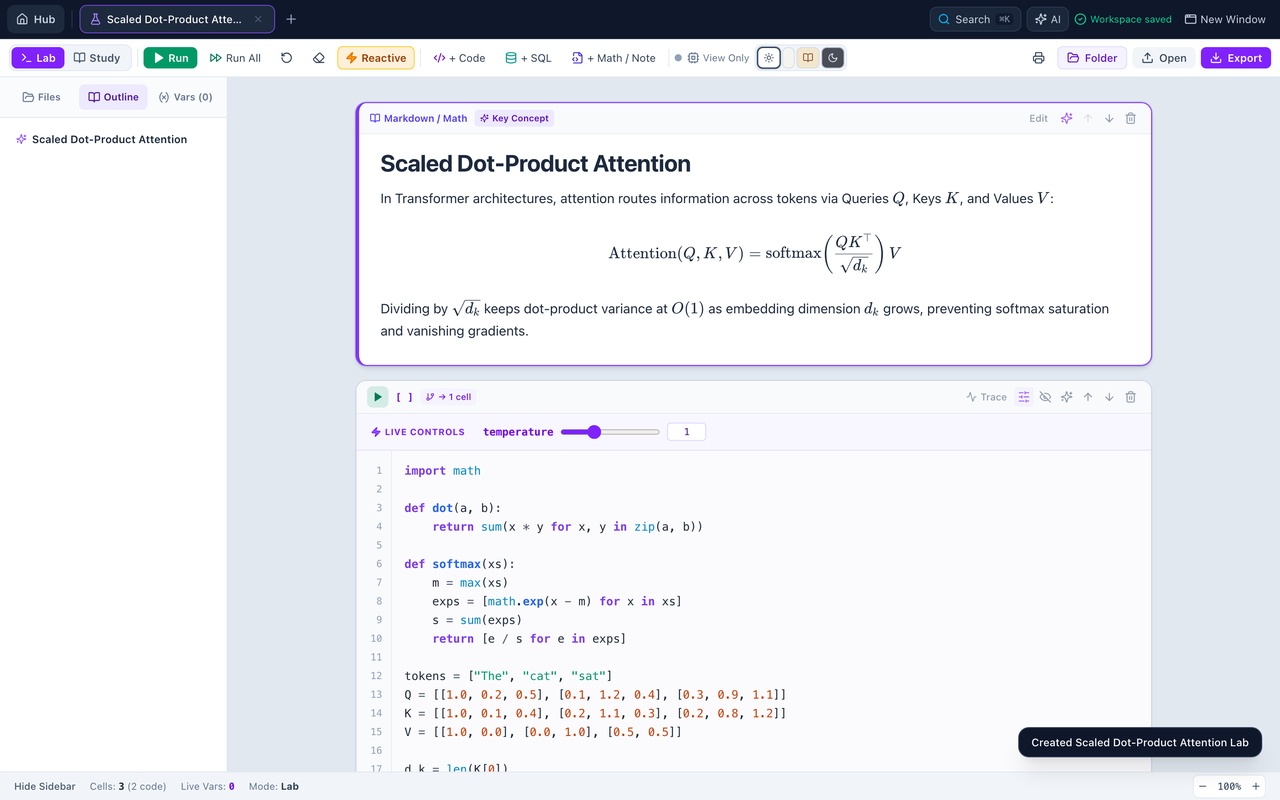 Hub
Scaled Dot-Product Atte...
Search ⌘K
AI
Workspace saved
New Window
Lab
Study
Run
Run All
Reactive
+ Code
+ SQL
+ Math / Note
View Only
Folder
Open
Export
Files
Outline
Vars (0)
Scaled Dot-Product Attention
Markdown / Math
Key Concept
Edit
Scaled Dot-Product Attention
In Transformer architectures, attention routes information across tokens via Queries Q, Keys K, and Values V:
Attention(Q, K, V) = softmax(QK⊤/√d_k) V
Dividing by √d_k keeps dot-product variance at O(1) as embedding dimension d_k grows, preventing softmax saturation
and vanishing gradients.
[ ]
→ 1 cell
Trace
LIVE CONTROLS
temperature
1
1 import math
2
3 def dot(a, b):
4     return sum(x * y for x, y in zip(a, b))
5
6 def softmax(xs):
7     m = max(xs)
8     exps = [math.exp(x - m) for x in xs]
9     s = sum(exps)
10     return [e / s for e in exps]
11
12 tokens = ["The", "cat", "sat"]
13 Q = [[1.0, 0.2, 0.5], [0.1, 1.2, 0.4], [0.3, 0.9, 1.1]]
14 K = [[1.0, 0.1, 0.4], [0.2, 1.1, 0.3], [0.2, 0.8, 1.2]]
15 V = [[1.0, 0.0], [0.0, 1.0], [0.5, 0.5]]
16
17 d_k = len(K[0])
Created Scaled Dot-Product Attention Lab
Hide Sidebar
Cells: 3 (2 code)
Live Vars: 0
Mode: Lab
− 100% +